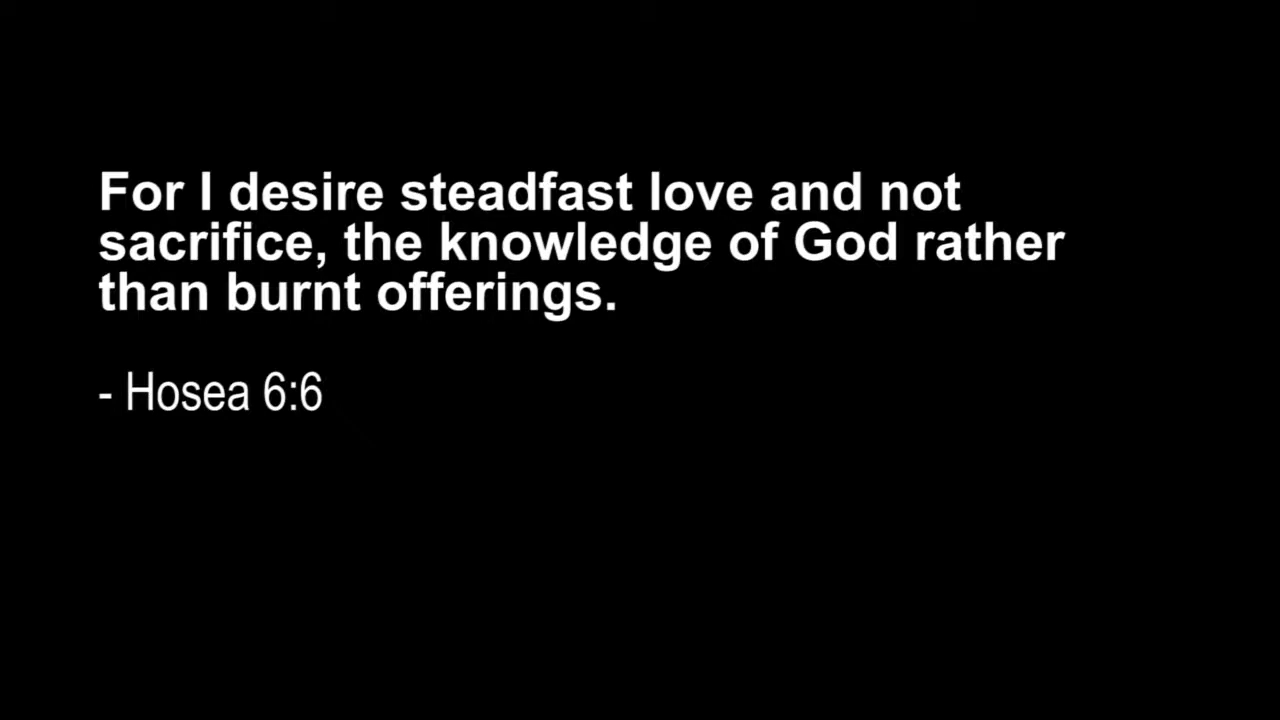 For I desire steadfast love and not
sacrifice, the knowledge of God rather
than burnt offerings.
- Hosea 6:6